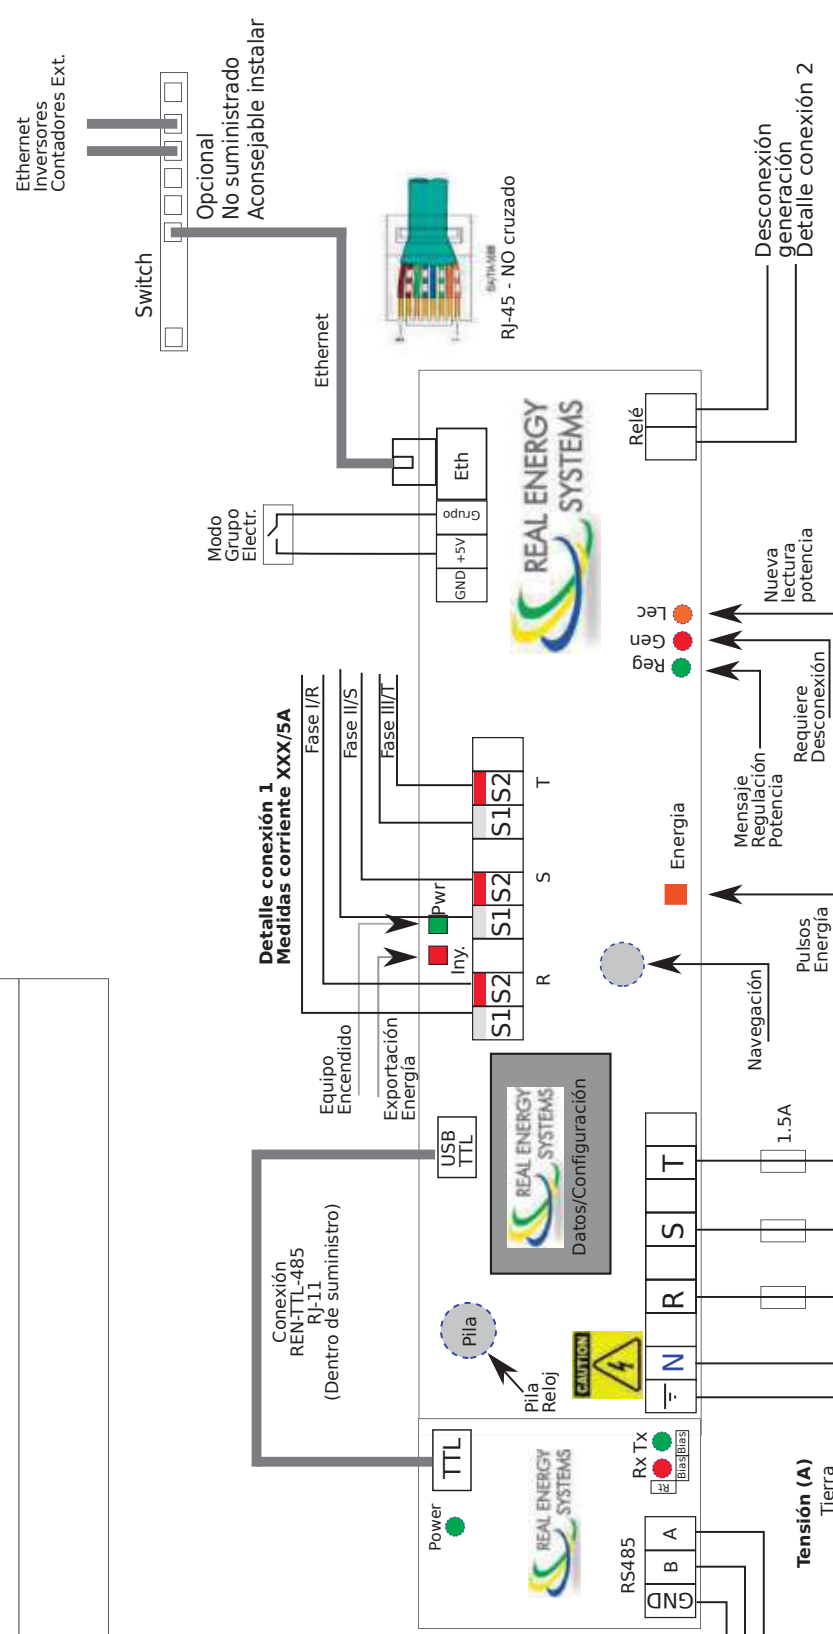 Ethernet
Inversores
Contadores Ext.
Switch
Opcional
No suministrado
Aconsejable instalar
Ethernet
RJ-45 - NO cruzado
Desconexión
generación
Detalle conexión 2
Relé
Modo
Grupo
Electr.
GND
+5V
Grupo
Eth
REAL ENERGY
SYSTEMS
Lec
Gen
Reg
Nueva
lectura
potencia
Requiere
Desconexión
Mensaje
Regulación
Potencia
Detalle conexión 1
Medidas corriente XXX/5A
Fase I/R
Fase II/S
Fase III/T
S1 S2
S1 S2
S1 S2
R
S
T
Iny.
Pwr
Equipo
Encendido
Exportación
Energía
Energia
Pulsos
Energía
Navegación
USB
TTL
REAL ENERGY
SYSTEMS
Datos/Configuración
Conexión
REN-TTL-485
RJ-11
(Dentro de suministro)
Pila
Pila
Reloj
CAUTION
N
R
S
T
1.5A
TTL
Power
REAL ENERGY
SYSTEMS
Rx Tx
Rt
Bias
Bias
RS485
GND
B
A
Tensión (A)
Tierra